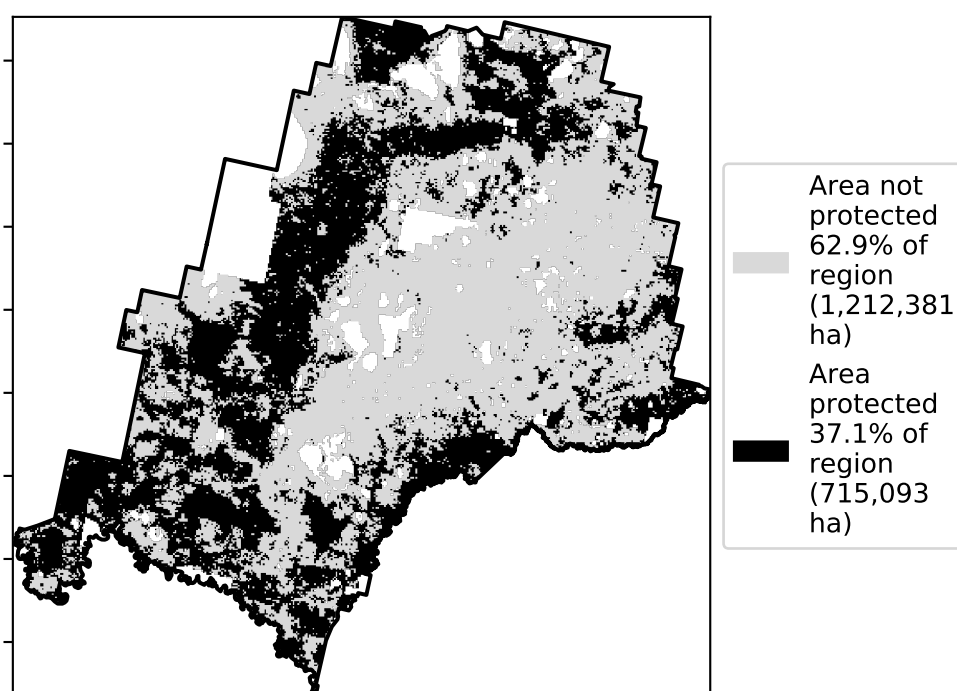 Area not
protected
62.9% of
region
(1,212,381
ha)
Area
protected
37.1% of
region
(715,093
ha)